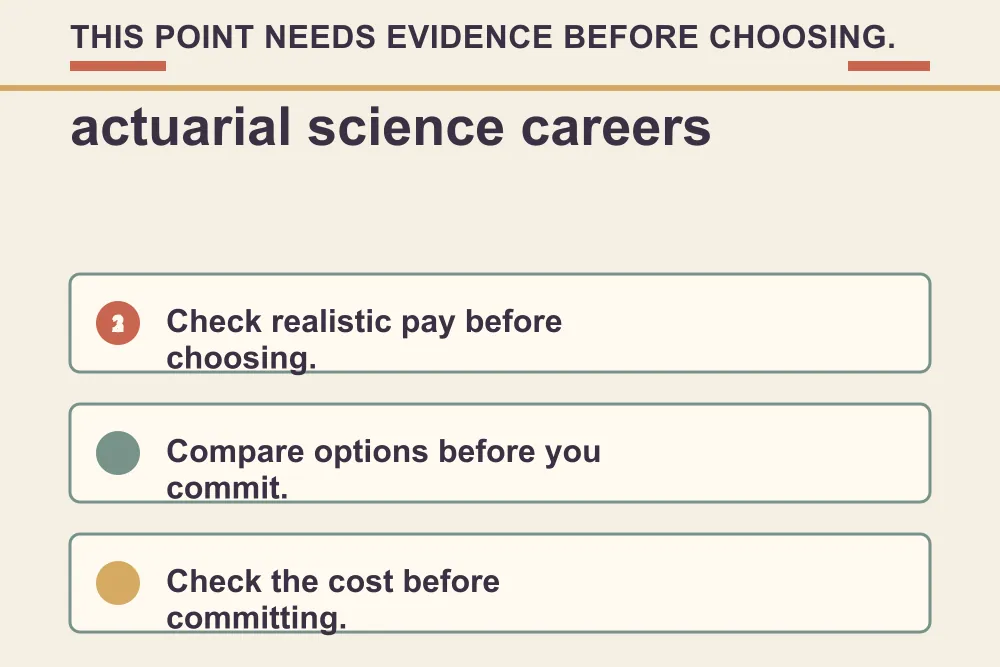 THIS POINT NEEDS EVIDENCE BEFORE CHOOSING.
actuarial science careers
Check realistic pay before
choosing.
Compare options before you
commit.
Check the cost before
committing.